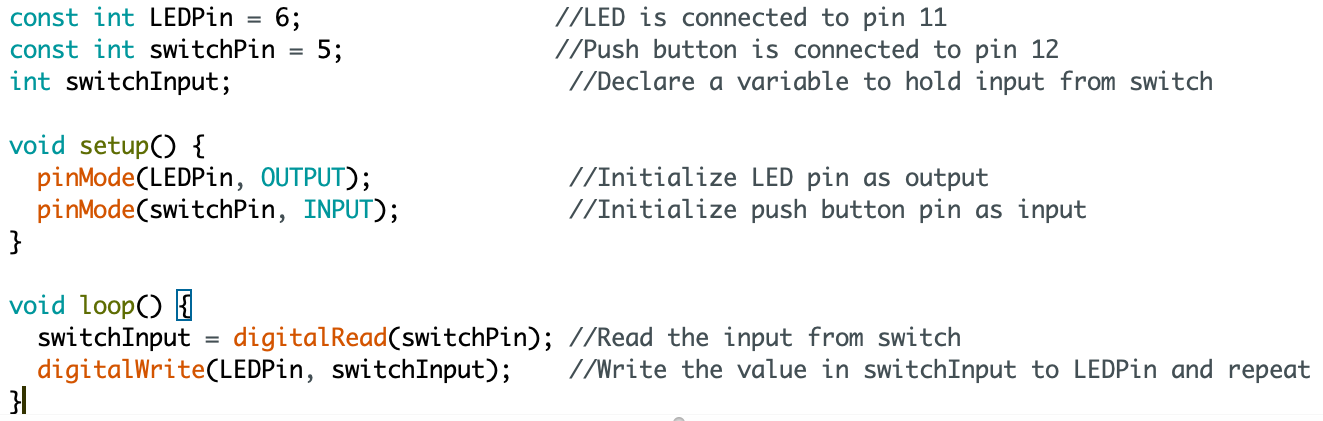 const int LEDPin = 6;                  //LED is connected to pin 11
const int switchPin = 5;               //Push button is connected to pin 12
int switchInput;                        //Declare a variable to hold input from switch

void setup() {
  pinMode(LEDPin, OUTPUT);              //Initialize LED pin as output
  pinMode(switchPin, INPUT);            //Initialize push button pin as input
}

void loop() {
  switchInput = digitalRead(switchPin); //Read the input from switch
  digitalWrite(LEDPin, switchInput);    //Write the value in switchInput to LEDPin and repeat
}